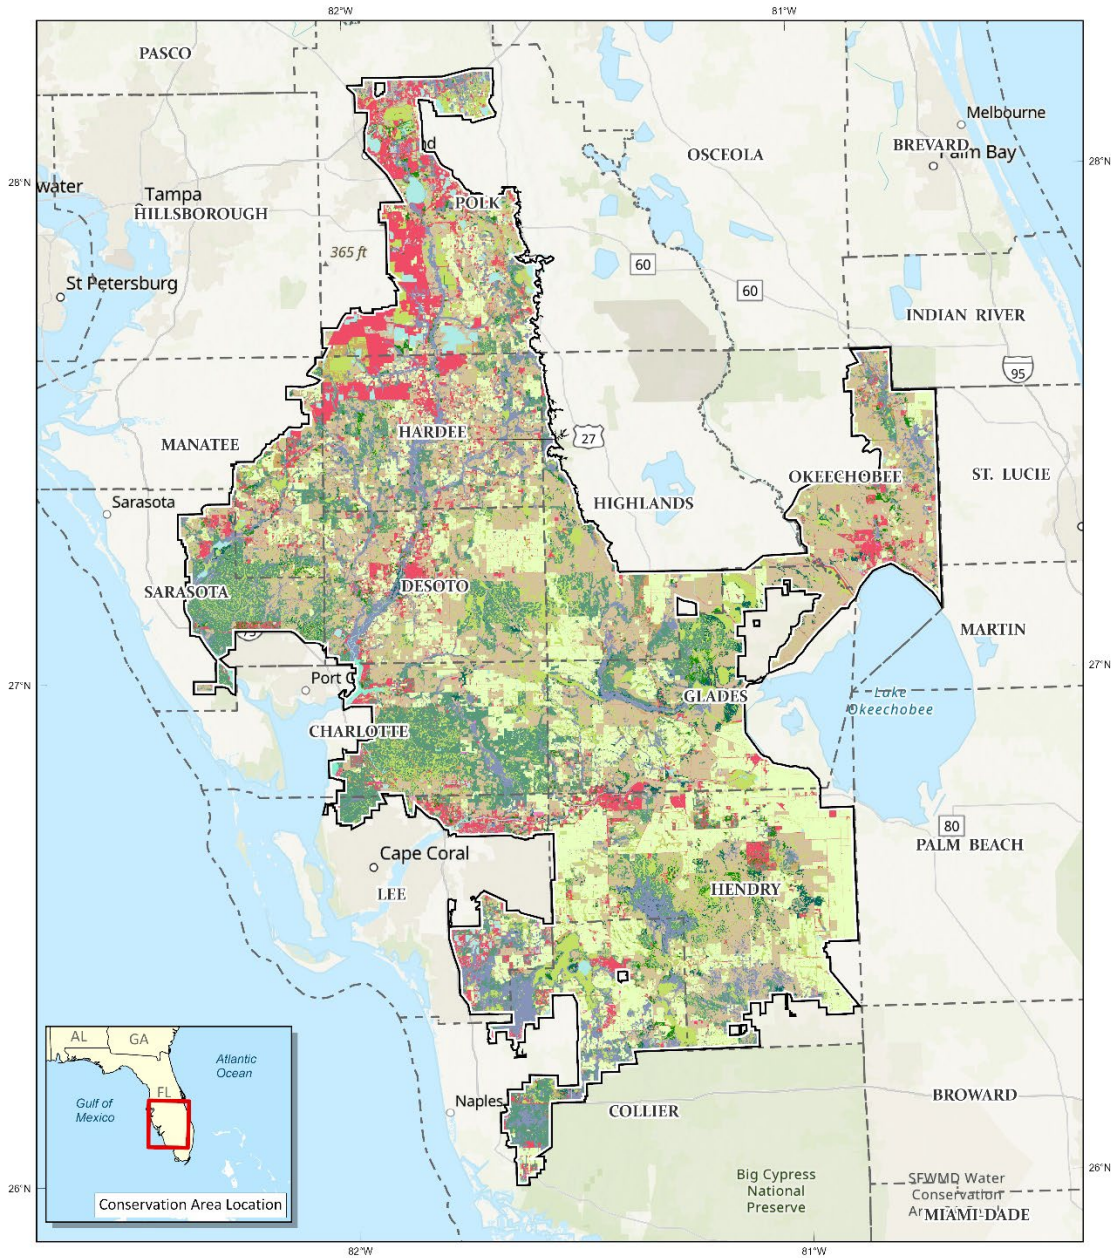 82°W
81°W
PASCO
Melbourne
BREVARD
Palm Bay
OSCEOLA
28°N
28°N
water
Tampa
HILLSBOROUGH
POLK
365 ft
60
60
St Petersburg
INDIAN RIVER
95
MANATEE
HARDEE
27
OKEECHOBEE
ST. LUCIE
Sarasota
HIGHLANDS
SARASOTA
DESOTO
MARTIN
27°N
27°N
Port C
GLADES
Lake
Okeechobee
CHARLOTTE
80
PALM BEACH
Cape Coral
LEE
HENDRY
AL
GA
Atlantic
Ocean
FL
Gulf of
Mexico
Naples
COLLIER
BROWARD
Big Cypress
National
Preserve
SFWMD Water
Conservation
MIAMI-DADE
26°N
26°N
Conservation Area Location
82°W
81°W